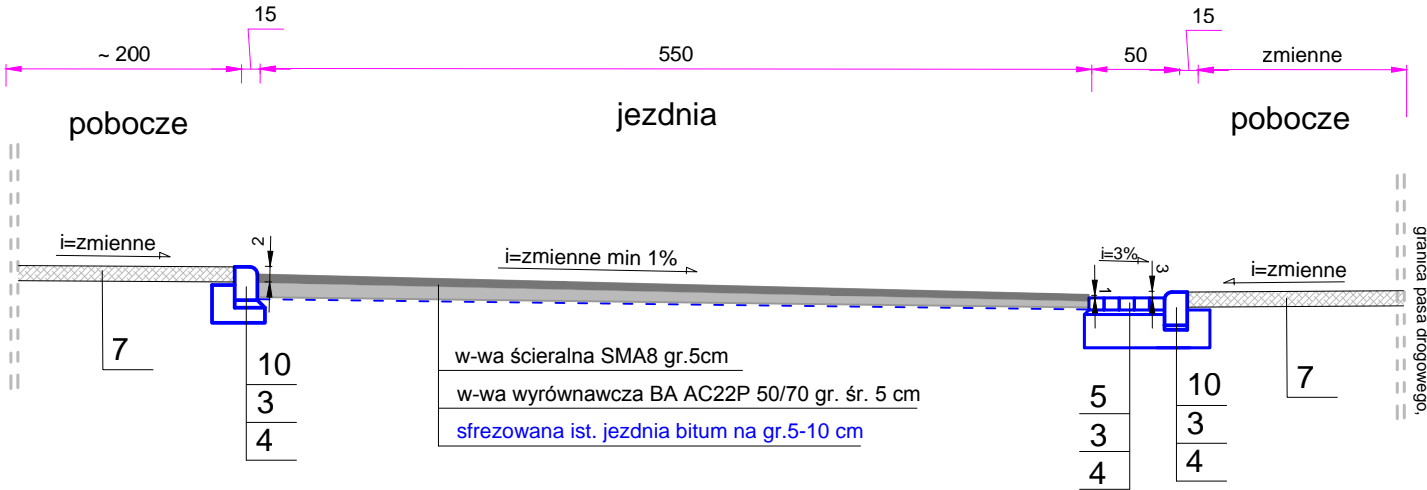 15
15
~ 200
550
50
zmienne
pobocze
jezdnia
pobocze
i=zmienne
2
i=zmienne min 1%
i=3%
3
1
i=zmienne
granica pasa drogowego,
7
10
3
4
w-wa ścieralna SMA8 gr.5cm
w-wa wyrównawcza BA AC22P 50/70 gr. śr. 5 cm
sfrezowana ist. jezdnia bitum na gr.5-10 cm
5
3
4
10
3
4
7